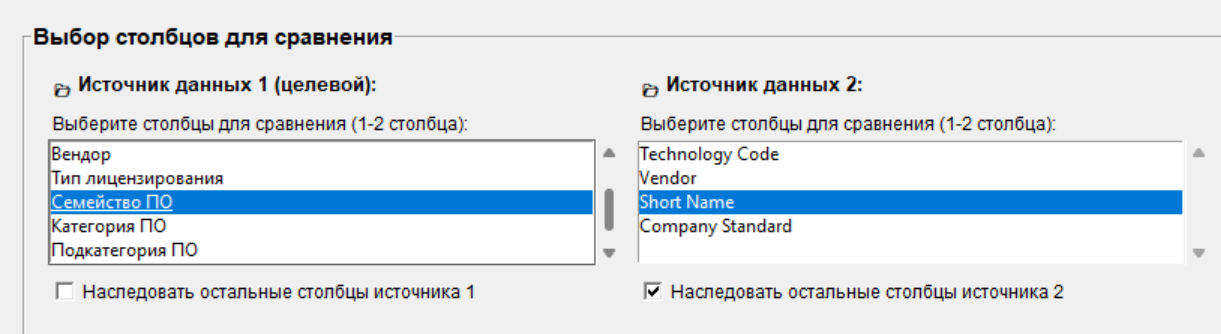 Выбор столбцов для сравнения
Источник данных 1 (целевой):
Выберите столбцы для сравнения (1-2 столбца):
Вендор
Тип лицензирования
Семейство ПО
Категория ПО
Подкатегория ПО
Наследовать остальные столбцы источника 1
Источник данных 2:
Выберите столбцы для сравнения (1-2 столбца):
Technology Code
Vendor
Short Name
Company Standard
Наследовать остальные столбцы источника 2